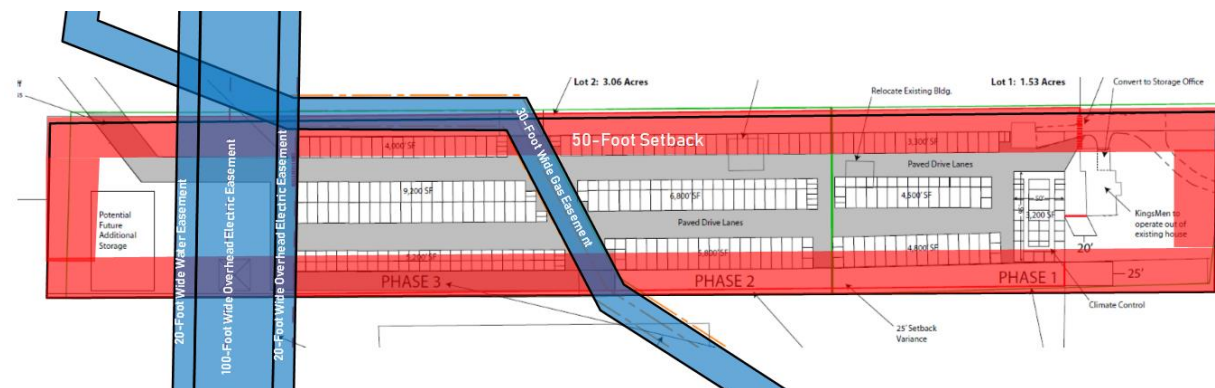 Lot 2: 3.06 Acres
Lot 1: 1.53 Acres
Convert to Storage Office
Relocate Existing Bldg.
50-Foot Setback
4,000 SF
3,300 SF
Paved Drive Lanes
9,200 SF
6,800 SF
4,500 SF
3,200 SF
Potential
Future
Additional
Storage
Paved Drive Lanes
KingsMen to
operate out of
existing house
20'
5,200 SF
4,800 SF
PHASE 3
PHASE 2
PHASE 1
25'
Climate Control
25' Setback
Variance
20-Foot Wide Water Easement
100-Foot Wide Overhead Electric Easement
20-Foot Wide Overhead Electric Easement
30-Foot Wide Gas Easement